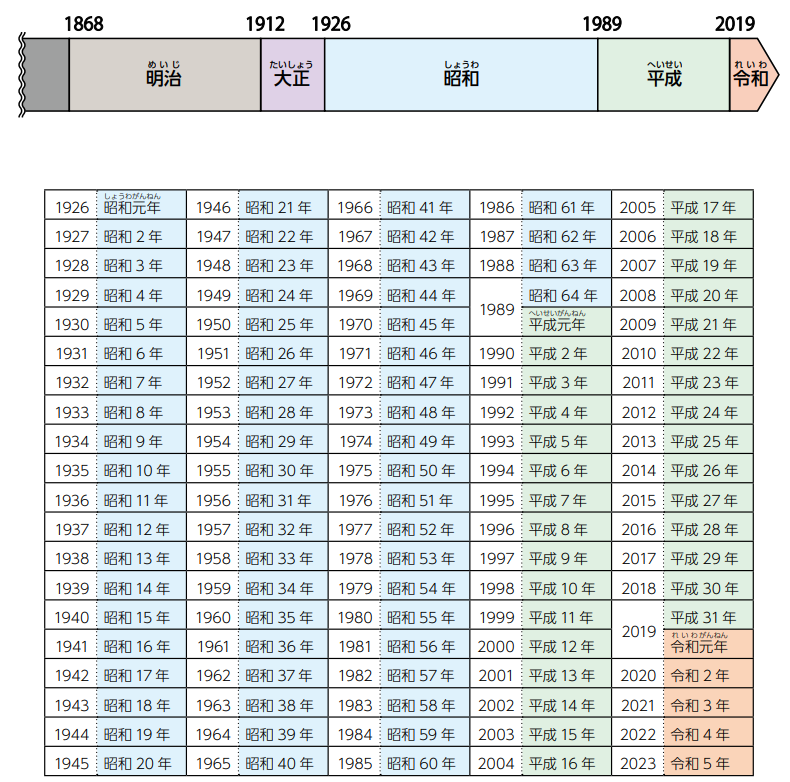 1868 1912 1926 1989 2019
めいじ たいしょう しょうわ へいせい れいわ
明治 大正 昭和 平成 令和
しょうわがんねん
1926 昭和元年 1946 昭和 21 年 1966 昭和 41 年 1986 昭和 61 年 2005 平成 17 年
1927 昭和 2 年 1947 昭和 22 年 1967 昭和 42 年 1987 昭和 62 年 2006 平成 18 年
1928 昭和 3 年 1948 昭和 23 年 1968 昭和 43 年 1988 昭和 63 年 2007 平成 19 年
1929 昭和 4 年 1949 昭和 24 年 1969 昭和 44 年 1989 昭和 64 年 2008 平成 20 年
へいせいがんねん
1930 昭和 5 年 1950 昭和 25 年 1970 昭和 45 年 平成元年 2009 平成 21 年
1931 昭和 6 年 1951 昭和 26 年 1971 昭和 46 年 1990 平成 2 年 2010 平成 22 年
1932 昭和 7 年 1952 昭和 27 年 1972 昭和 47 年 1991 平成 3 年 2011 平成 23 年
1933 昭和 8 年 1953 昭和 28 年 1973 昭和 48 年 1992 平成 4 年 2012 平成 24 年
1934 昭和 9 年 1954 昭和 29 年 1974 昭和 49 年 1993 平成 5 年 2013 平成 25 年
1935 昭和 10 年 1955 昭和 30 年 1975 昭和 50 年 1994 平成 6 年 2014 平成 26 年
1936 昭和 11 年 1956 昭和 31 年 1976 昭和 51 年 1995 平成 7 年 2015 平成 27 年
1937 昭和 12 年 1957 昭和 32 年 1977 昭和 52 年 1996 平成 8 年 2016 平成 28 年
1938 昭和 13 年 1958 昭和 33 年 1978 昭和 53 年 1997 平成 9 年 2017 平成 29 年
1939 昭和 14 年 1959 昭和 34 年 1979 昭和 54 年 1998 平成 10 年 2018 平成 30 年
1940 昭和 15 年 1960 昭和 35 年 1980 昭和 55 年 1999 平成 11 年 2019 平成 31 年
れいわがんねん
1941 昭和 16 年 1961 昭和 36 年 1981 昭和 56 年 2000 平成 12 年 令和元年
1942 昭和 17 年 1962 昭和 37 年 1982 昭和 57 年 2001 平成 13 年 2020 令和 2 年
1943 昭和 18 年 1963 昭和 38 年 1983 昭和 58 年 2002 平成 14 年 2021 令和 3 年
1944 昭和 19 年 1964 昭和 39 年 1984 昭和 59 年 2003 平成 15 年 2022 令和 4 年
1945 昭和 20 年 1965 昭和 40 年 1985 昭和 60 年 2004 平成 16 年 2023 令和 5 年